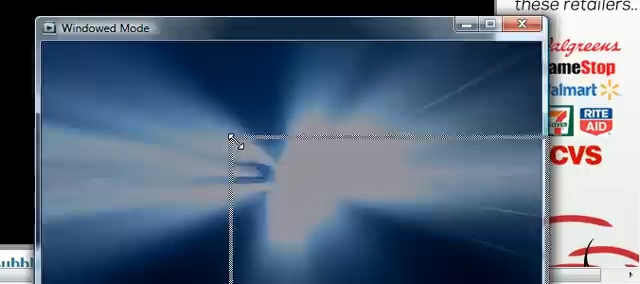 these retailers..
Windowed Mode
Walgreens
GameStop
Walmart
RITE
AID
CVS